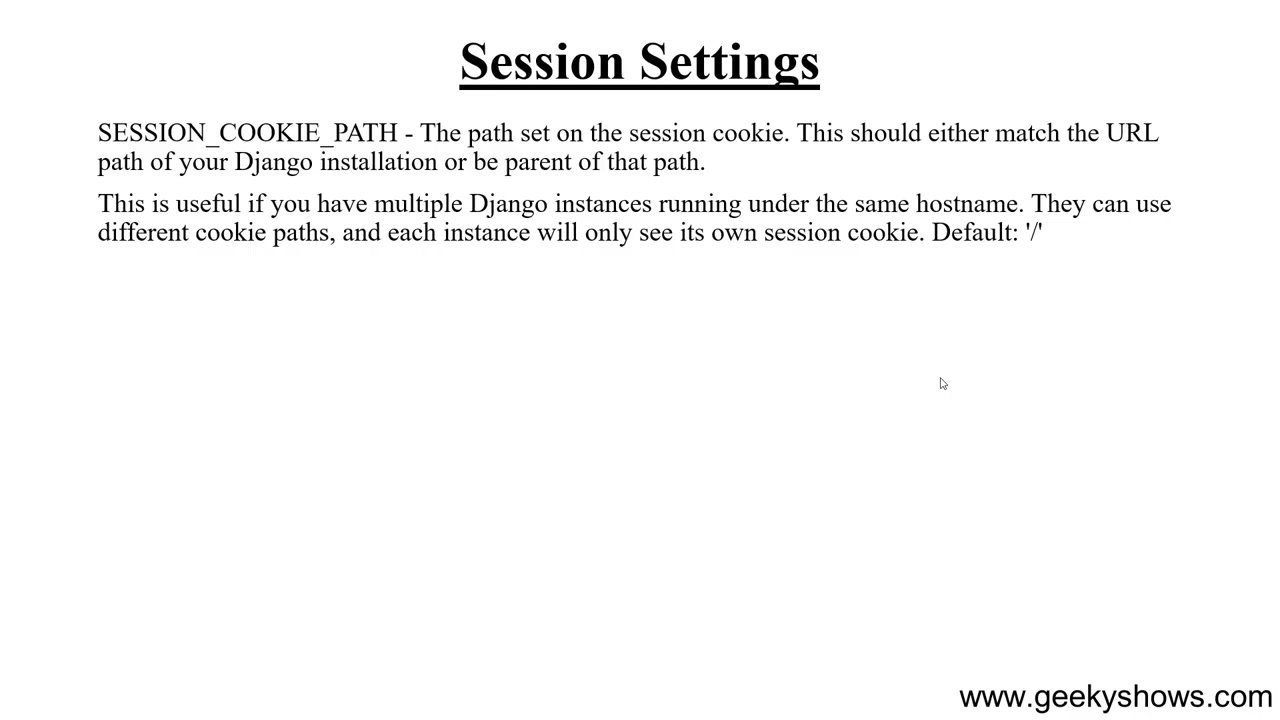 Session Settings
SESSION_COOKIE_PATH - The path set on the session cookie. This should either match the URL
path of your Django installation or be parent of that path.
This is useful if you have multiple Django instances running under the same hostname. They can use
different cookie paths, and each instance will only see its own session cookie. Default: '/'
www.geekyshows.com